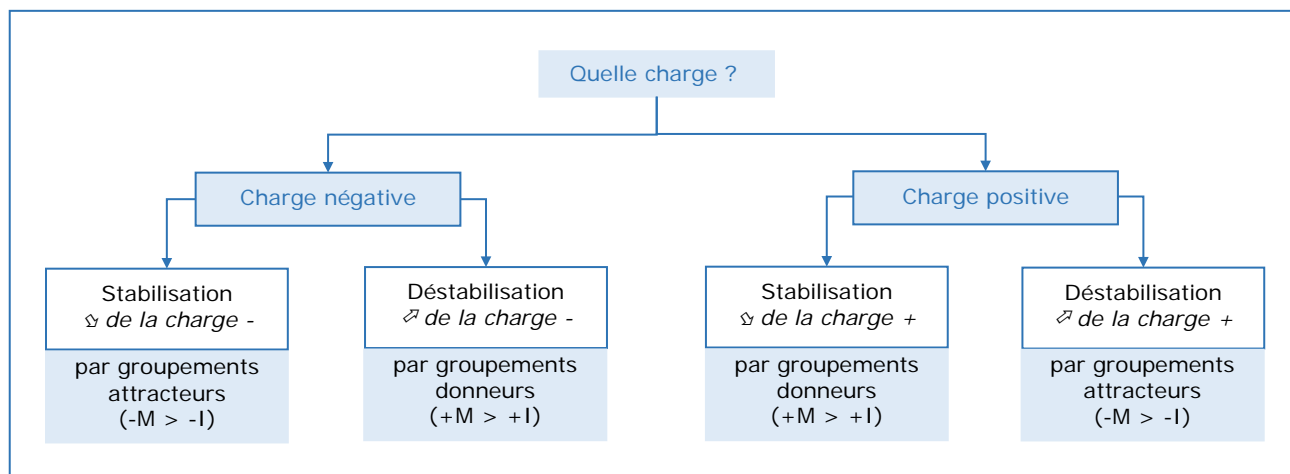 Quelle charge ?
Charge négative
Charge positive
Stabilisation
⬂ de la charge -
par groupements
attracteurs
(-M > -I)
Déstabilisation
⬀ de la charge -
par groupements
donneurs
(+M > +I)
Stabilisation
⬂ de la charge +
par groupements
donneurs
(+M > +I)
Déstabilisation
⬀ de la charge +
par groupements
attracteurs
(-M > -I)